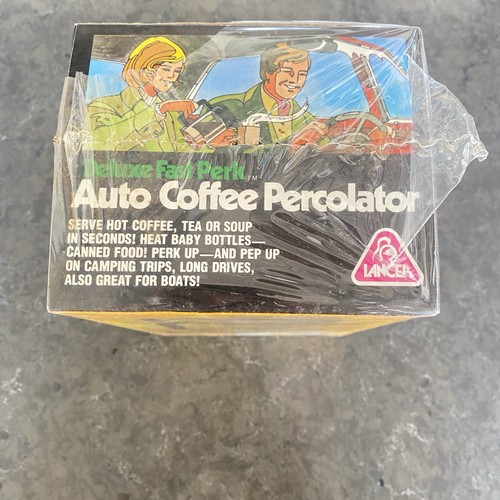 Deluxe Fast Perk™
Auto Coffee Percolator
SERVE HOT COFFEE, TEA OR SOUP
IN SECONDS! HEAT BABY BOTTLES—
CANNED FOOD! PERK UP—AND PEP UP
ON CAMPING TRIPS, LONG DRIVES,
ALSO GREAT FOR BOATS!
LANCER